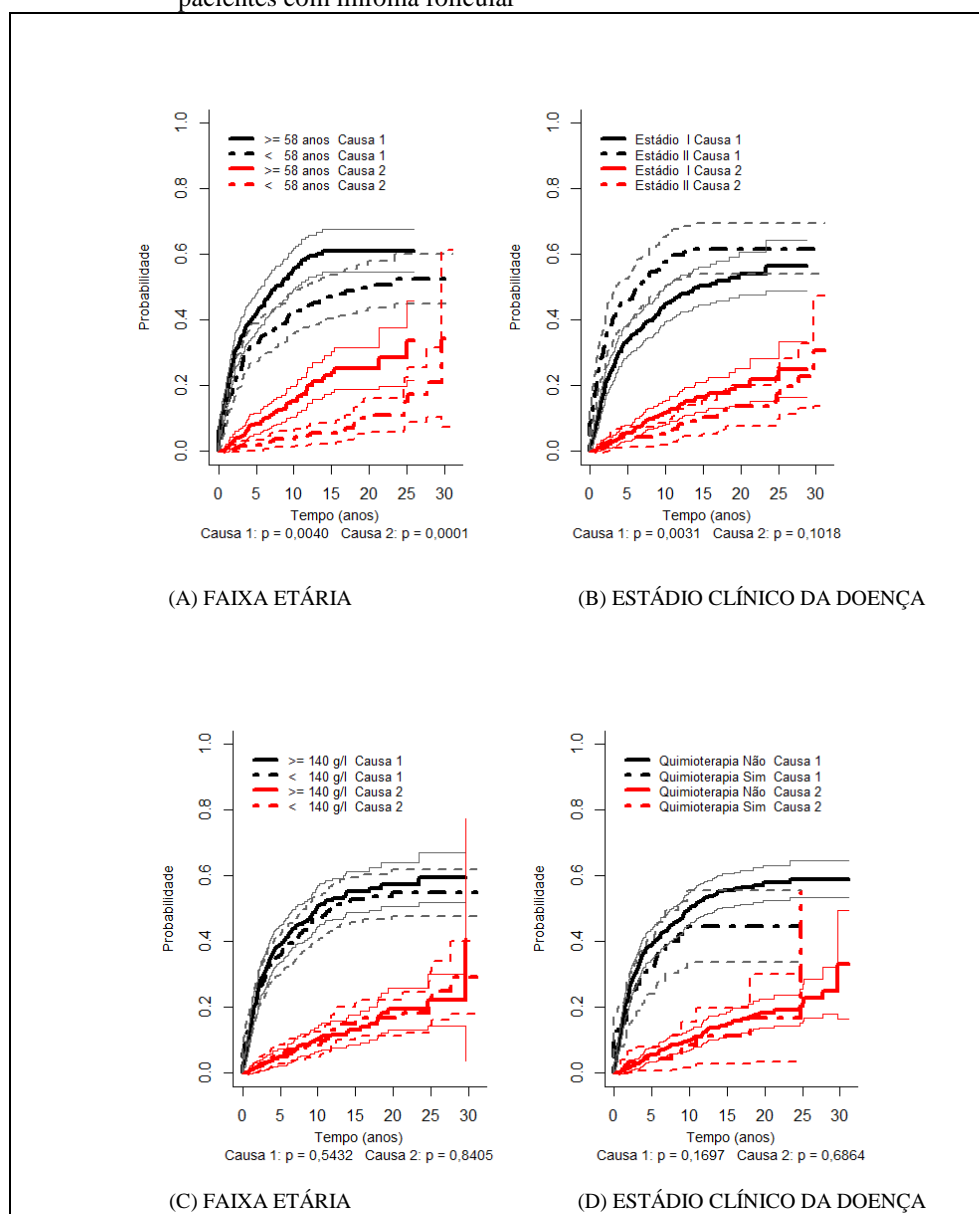 pacientes com linfoma folicular
1.0
0.8
0.6
0.4
0.2
0.0
Probabilidade
>= 58 anos Causa 1
< 58 anos Causa 1
>= 58 anos Causa 2
< 58 anos Causa 2
0 5 10 15 20 25 30
Tempo (anos)
Causa 1: p = 0,0040 Causa 2: p = 0,0001
(A) FAIXA ETÁRIA
1.0
0.8
0.6
0.4
0.2
0.0
Probabilidade
Estádio I Causa 1
Estádio II Causa 1
Estádio I Causa 2
Estádio II Causa 2
0 5 10 15 20 25 30
Tempo (anos)
Causa 1: p = 0,0031 Causa 2: p = 0,1018
(B) ESTÁDIO CLÍNICO DA DOENÇA
1.0
0.8
0.6
0.4
0.2
0.0
Probabilidade
>= 140 g/l Causa 1
< 140 g/l Causa 1
>= 140 g/l Causa 2
< 140 g/l Causa 2
0 5 10 15 20 25 30
Tempo (anos)
Causa 1: p = 0,5432 Causa 2: p = 0,8405
(C) FAIXA ETÁRIA
1.0
0.8
0.6
0.4
0.2
0.0
Probabilidade
Quimioterapia Não Causa 1
Quimioterapia Sim Causa 1
Quimioterapia Não Causa 2
Quimioterapia Sim Causa 2
0 5 10 15 20 25 30
Tempo (anos)
Causa 1: p = 0,1697 Causa 2: p = 0,6864
(D) ESTÁDIO CLÍNICO DA DOENÇA